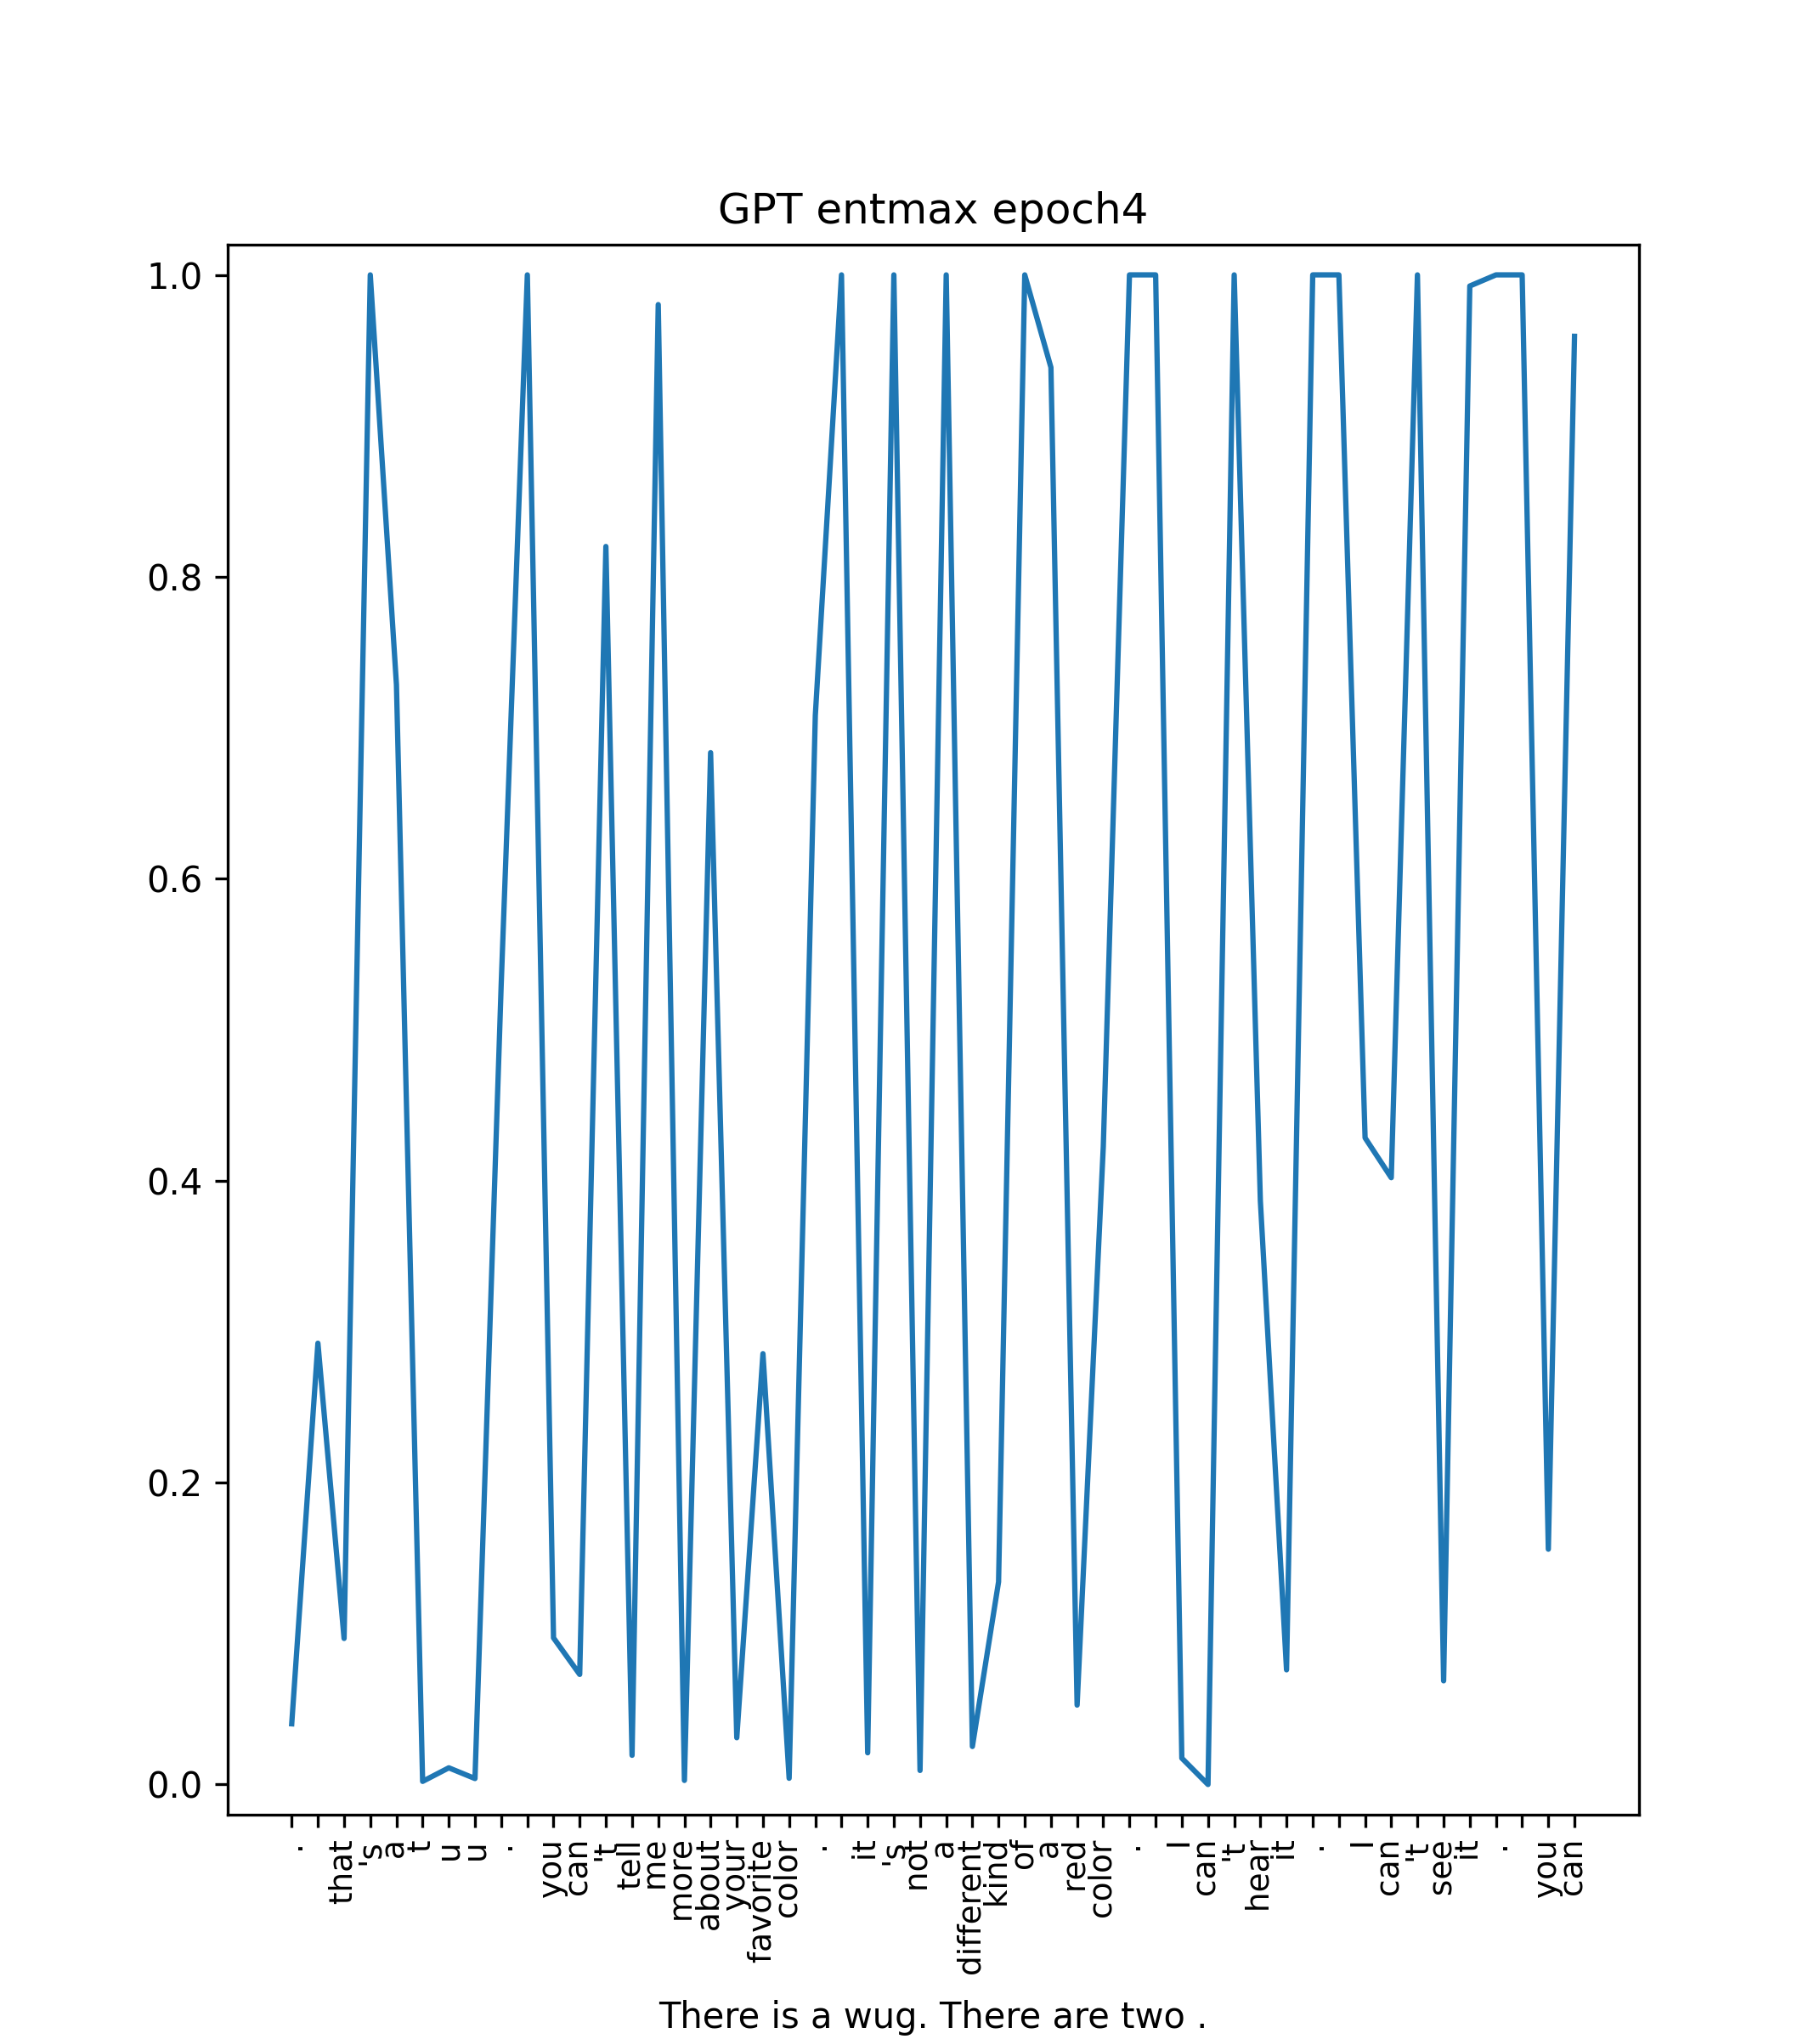 GPT entmax epoch4
1.0
0.8
0.6
0.4
0.2
0.0
.
that
's
a
t
u
u
.
you
can
't
tell
me
more
about
your
favorite
color
.
it
's
not
a
different
kind
of
a
red
color
.
I
can
't
hear
it
.
I
can
't
see
it
.
you
can
There is a wug. There are two .